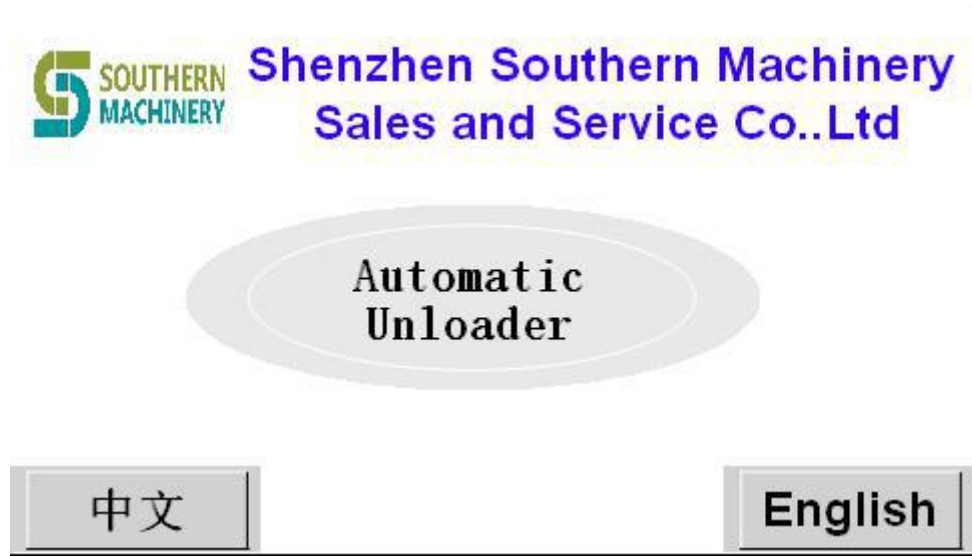 SOUTHERN
MACHINERY
Shenzhen Southern Machinery
Sales and Service Co..Ltd
Automatic
Unloader
中文
English